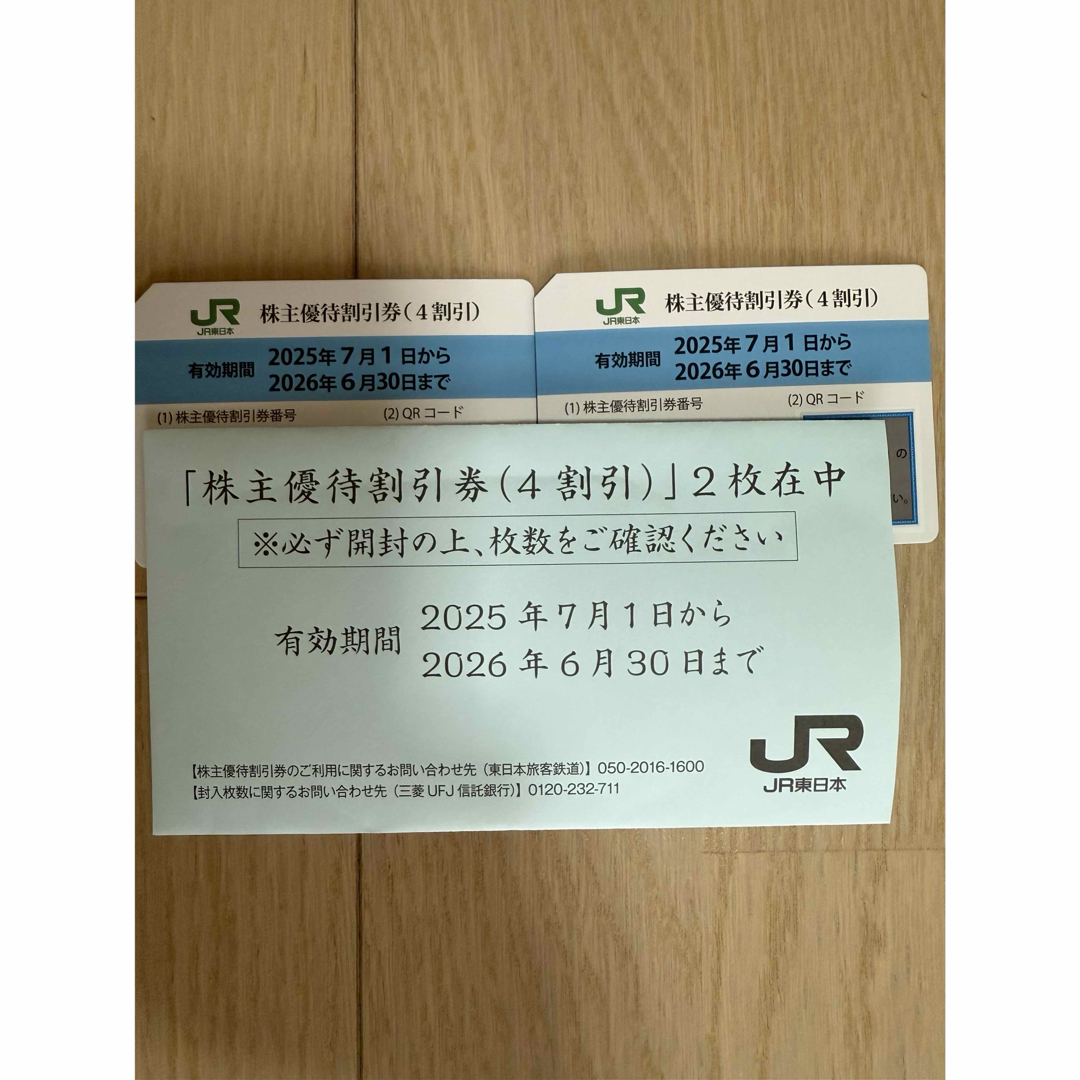 JR
JR東日本
株主優待割引券(4割引)
有効期間
2025年7月1日から
2026年6月30日まで
(1) 株主優待割引券番号
(2) QRコード
JR
JR東日本
株主優待割引券(4割引)
有効期間
2025年7月1日から
2026年6月30日まで
(1) 株主優待割引券番号
(2) QRコード
の
い。
「株主優待割引券(4割引)」2枚在中
※必ず開封の上、枚数をご確認ください
有効期間
2025年7月1日から
2026年6月30日まで
JR
JR東日本
【株主優待割引券のご利用に関するお問い合わせ先（東日本旅客鉄道）】050-2016-1600
【封入枚数に関するお問い合わせ先（三菱UFJ信託銀行）】0120-232-711